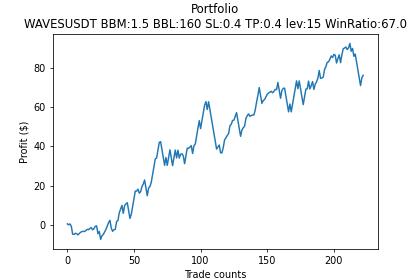 Portfolio
WAVESUSDT BBM:1.5 BBL:160 SL:0.4 TP:0.4 lev:15 WinRatio:67.0
Profit ($)
80
60
40
20
0
0
50
100
150
200
Trade counts